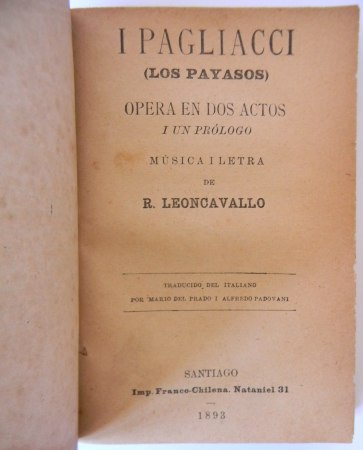 I PAGLIACCI
(LOS PAYASOS)
OPERA EN DOS ACTOS
I UN PRÓLOGO
MÚSICA I LETRA
DE
R. LEONCAVALLO
TRADUCIDO DEL ITALIANO
POR MARIO DEL PRADO I ALFREDO PADOVANI
SANTIAGO
Imp. Franco-Chilena. Nataniel 31
1893